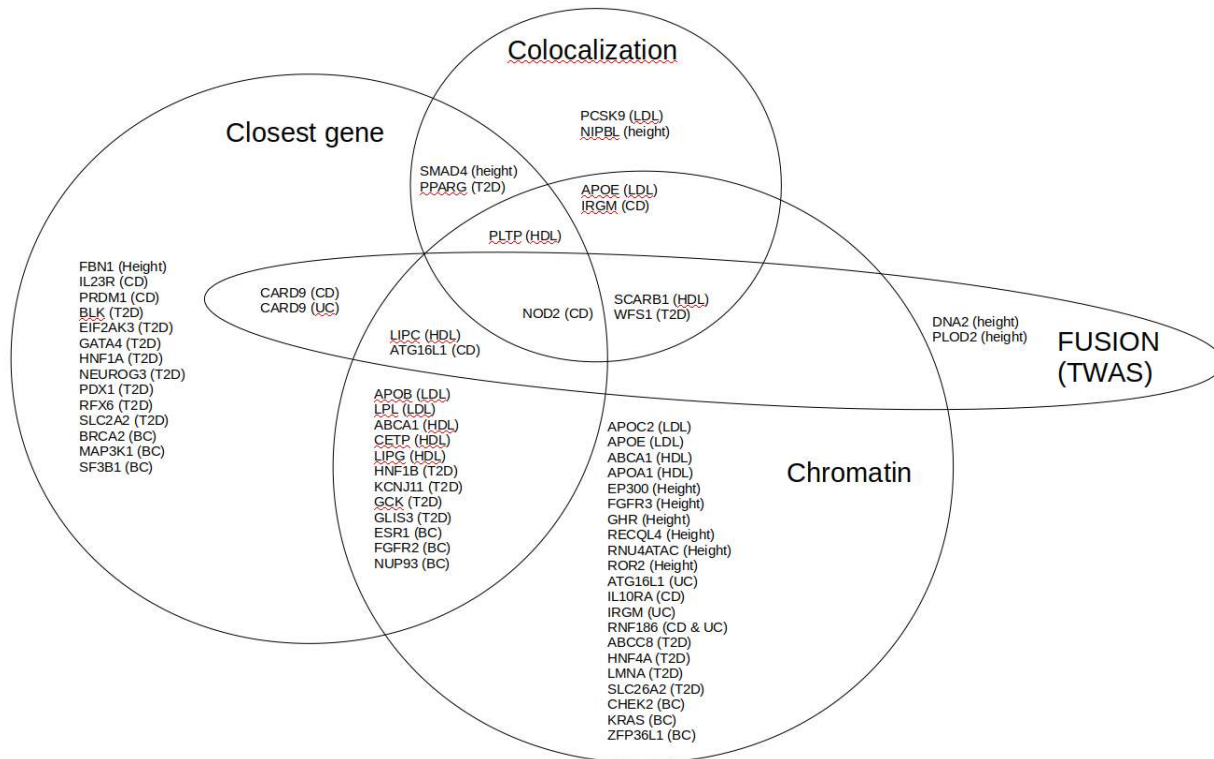 Colocalization
PCSK9 (LDL)
NIPBL (height)
Closest gene
SMAD4 (height)
PPARG (T2D)
APOE (LDL)
IRGM (CD)
PLTP (HDL)
FBN1 (Height)
IL23R (CD)
PRDM1 (CD)
BLK (T2D)
EIF2AK3 (T2D)
GATA4 (T2D)
HNF1A (T2D)
NEUROG3 (T2D)
PDX1 (T2D)
RFX6 (T2D)
SLC2A2 (T2D)
BRCA2 (BC)
MAP3K1 (BC)
SF3B1 (BC)
CARD9 (CD)
CARD9 (UC)
LIPC (HDL)
ATG16L1 (CD)
NOD2 (CD)
SCARB1 (HDL)
WFS1 (T2D)
DNA2 (height)
PLOD2 (height)
FUSION
(TWAS)
APOB (LDL)
LPL (LDL)
ABCA1 (HDL)
CETP (HDL)
LIPG (HDL)
HNF1B (T2D)
KCNJ11 (T2D)
GCK (T2D)
GLIS3 (T2D)
ESR1 (BC)
FGFR2 (BC)
NUP93 (BC)
APOC2 (LDL)
APOE (LDL)
ABCA1 (HDL)
APOA1 (HDL)
EP300 (Height)
FGFR3 (Height)
GHR (Height)
RECQL4 (Height)
RNU4ATAC (Height)
ROR2 (Height)
ATG16L1 (UC)
IL10RA (CD)
IRGM (UC)
RNF186 (CD & UC)
ABCC8 (T2D)
HNF4A (T2D)
LMNA (T2D)
SLC26A2 (T2D)
CHEK2 (BC)
KRAS (BC)
ZFP36L1 (BC)
Chromatin